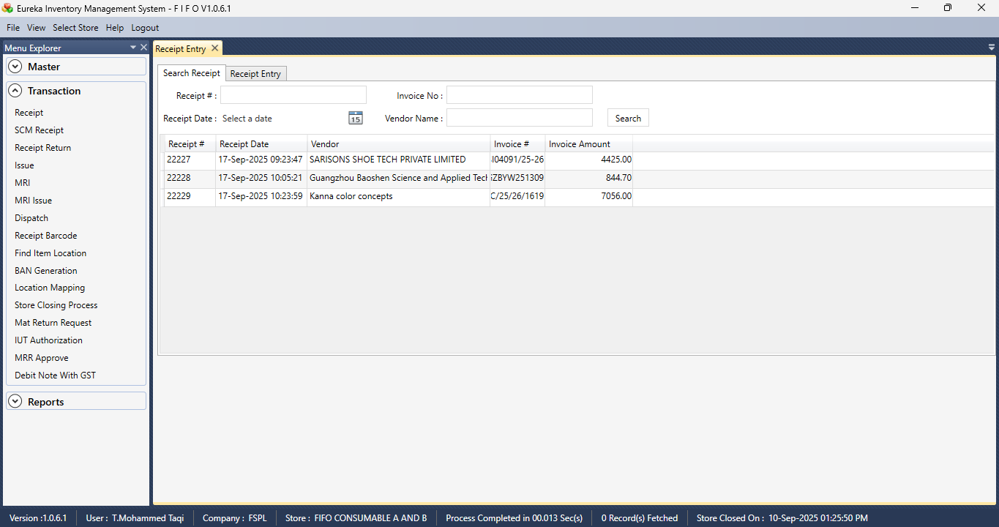 Eureka Inventory Management System - F I F O V1.0.6.1
File View Select Store Help Logout
Menu Explorer
Master
Transaction
Receipt
SCM Receipt
Receipt Return
Issue
MRI
MRI Issue
Dispatch
Receipt Barcode
Find Item Location
BAN Generation
Location Mapping
Store Closing Process
Mat Return Request
IUT Authorization
MRR Approve
Debit Note With GST
Reports
Receipt Entry
Search Receipt Receipt Entry
Receipt # : Invoice No :
Receipt Date : Select a date 15 Vendor Name : Search
Receipt # Receipt Date Vendor Invoice # Invoice Amount
22227 17-Sep-2025 09:23:47 SARISONS SHOE TECH PRIVATE LIMITED I04091/25-26 4425.00
22228 17-Sep-2025 10:05:21 Guangzhou Baoshen Science and Applied Tecl ZBYW251309 844.70
22229 17-Sep-2025 10:23:59 Kanna color concepts C/25/26/1619 7056.00
Version :1.0.6.1 User : T.Mohammed Taqi Company : FSPL Store : FIFO CONSUMABLE A AND B Process Completed in 00.013 Sec(s) 0 Record(s) Fetched Store Closed On : 10-Sep-2025 01:25:50 PM